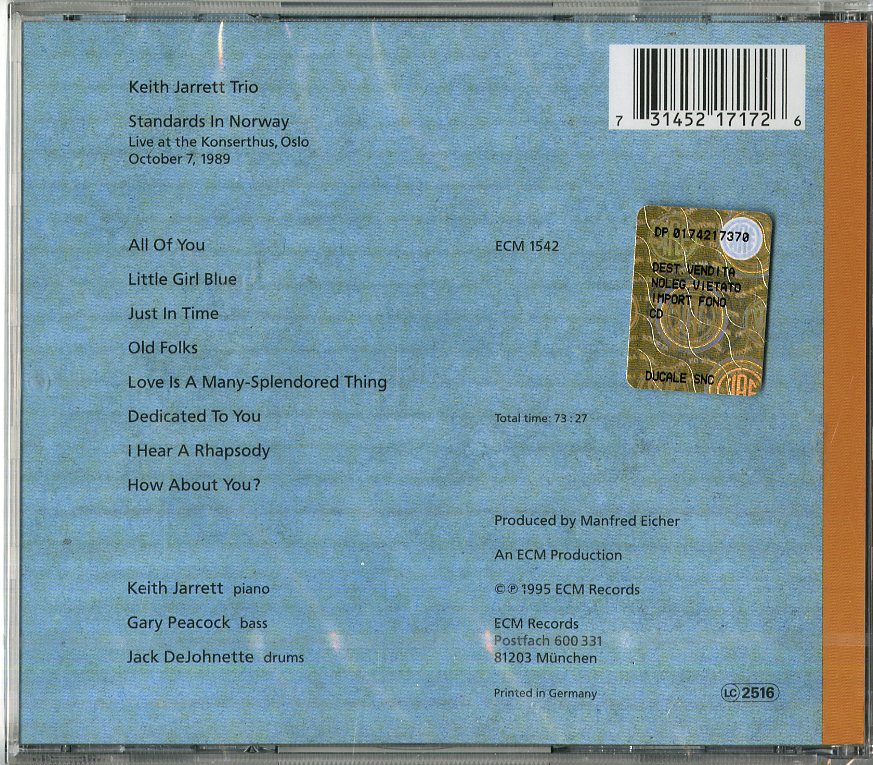 Keith Jarrett Trio
Standards In Norway
Live at the Konserthus, Oslo
October 7, 1989
7 31452 17172 6
All Of You
Little Girl Blue
Just In Time
Old Folks
Love Is A Many-Splendored Thing
Dedicated To You
I Hear A Rhapsody
How About You?
ECM 1542
DP 0174217370
DEST.VENDITA
NOLEG.VIETATO
IMPORT FONO
CD
DUCALE SNC
Total time: 73:27
Keith Jarrett piano
Gary Peacock bass
Jack DeJohnette drums
Produced by Manfred Eicher
An ECM Production
©℗ 1995 ECM Records
ECM Records
Postfach 600 331
81203 München
Printed in Germany
LC 2516